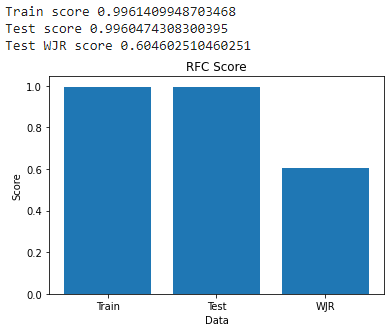 Train score 0.9961409948703468
Test score 0.9960474308300395
Test WJR score 0.604602510460251
RFC Score
1.0
0.8
0.6
0.4
0.2
0.0
Score
Train
Test
WJR
Data